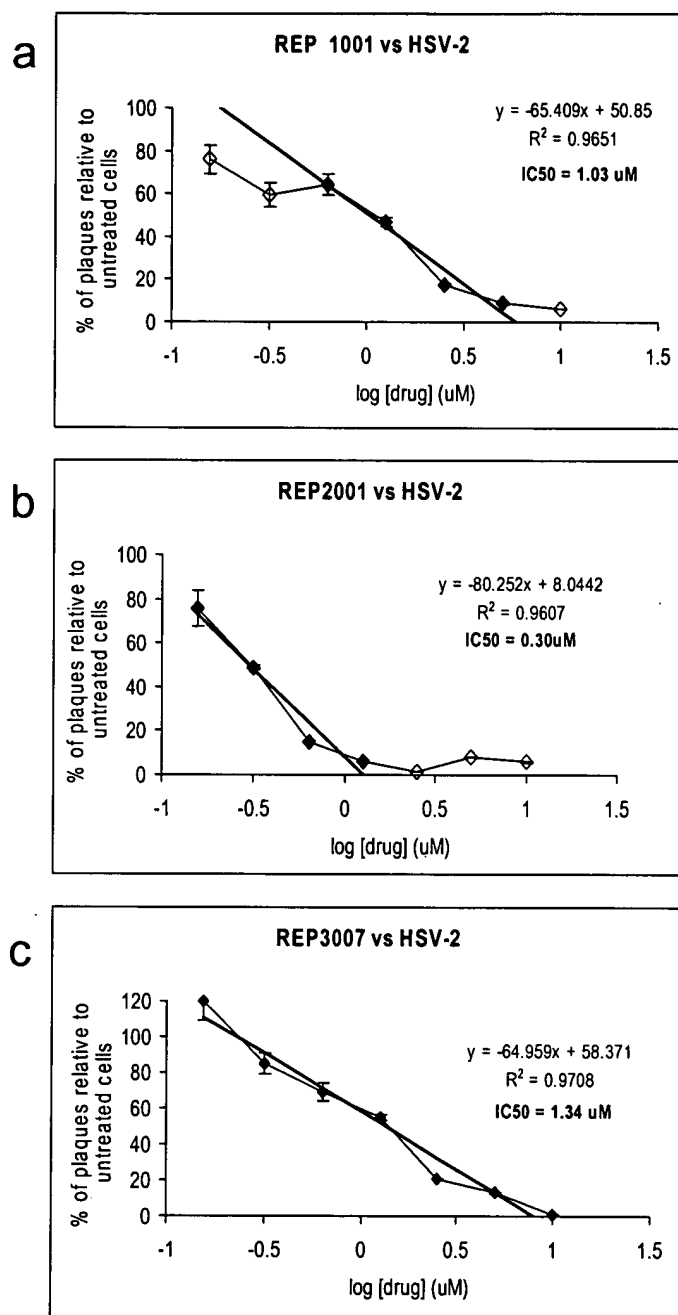 a
REP 1001 vs HSV-2
% of plaques relative to
untreated cells
100
80
60
40
20
0
y = -65.409x + 50.85
R² = 0.9651
IC50 = 1.03 uM
-1 -0.5 0 0.5 1 1.5
log [drug] (uM)
b
REP2001 vs HSV-2
% of plaques relative to
untreated cells
100
80
60
40
20
0
y = -80.252x + 8.0442
R² = 0.9607
IC50 = 0.30uM
-1 -0.5 0 0.5 1 1.5
log [drug] (uM)
c
REP3007 vs HSV-2
% of plaques relative to
untreated cells
120
100
80
60
40
20
0
y = -64.959x + 58.371
R² = 0.9708
IC50 = 1.34 uM
-1 -0.5 0 0.5 1 1.5
log [drug] (uM)